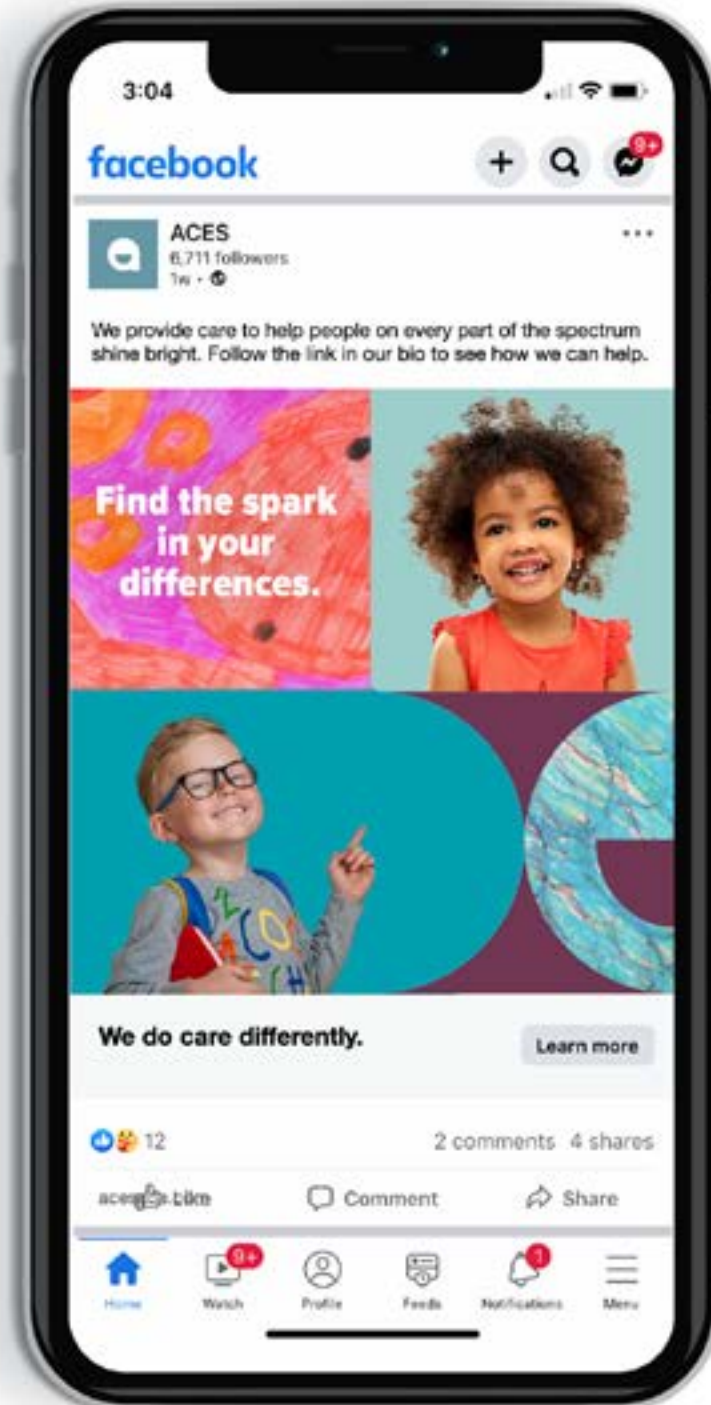 3:04
facebook
9+
ACES
6,711 followers
1w •
We provide care to help people on every part of the spectrum
shine bright. Follow the link in our bio to see how we can help.
Find the spark
in your
differences.
We do care differently.
Learn more
12
2 comments 4 shares
Like
Comment
Share
9+
1
Home
Watch
Profile
Feeds
Notifications
Menu